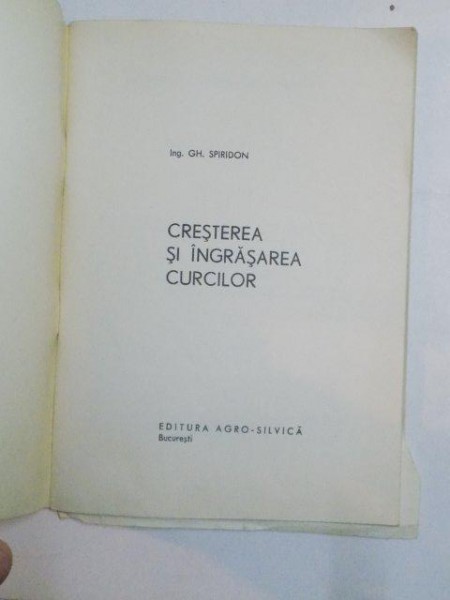 Ing. GH. SPIRIDON
CREȘTEREA
ȘI ÎNGRĂȘAREA
CURCILOR
EDITURA AGRO-SILVICĂ
București